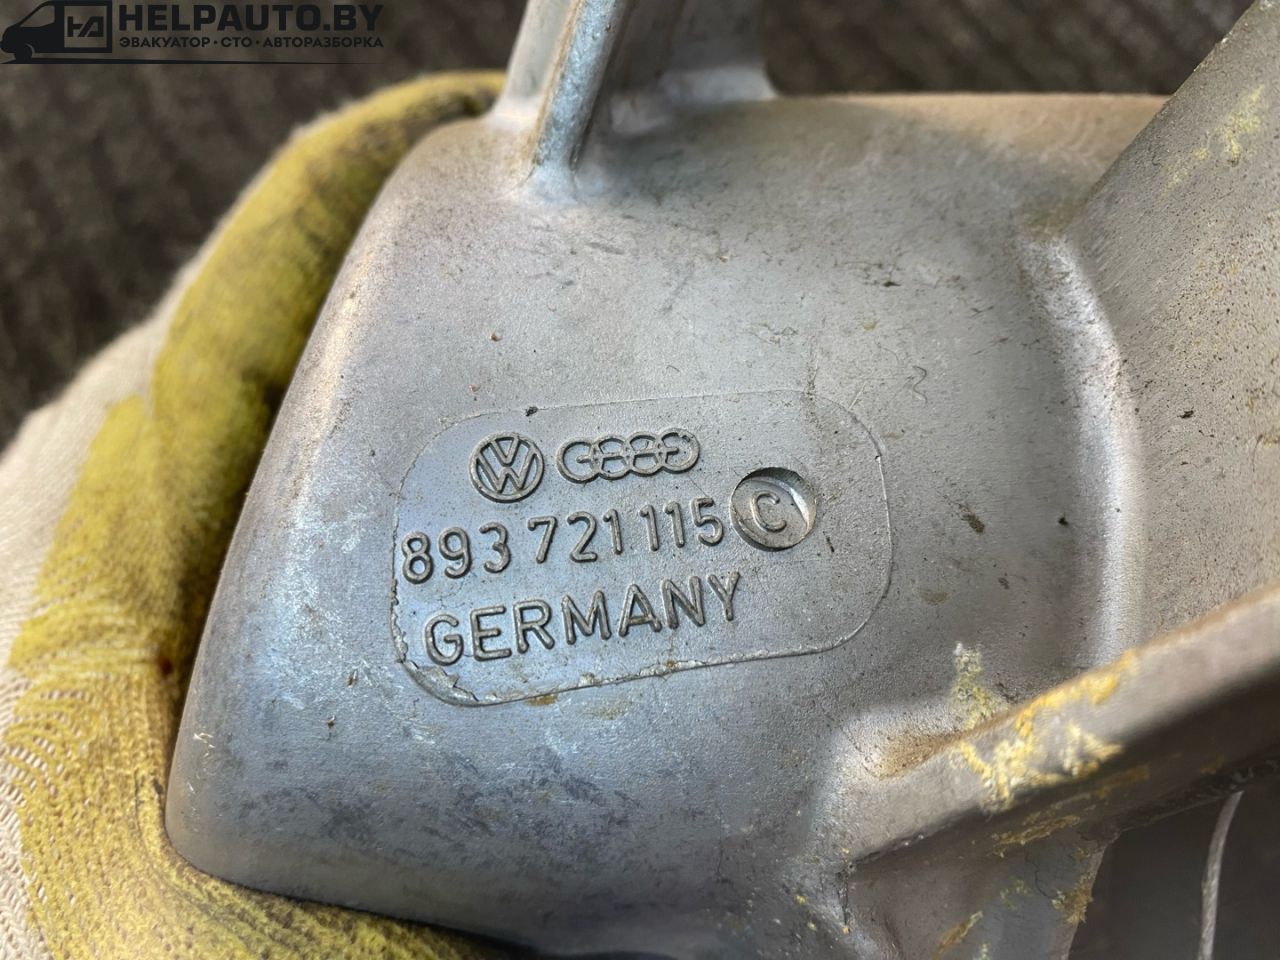 HELPAUTO.BY
ЭВАКУАТОР·СТО·АВТОРАЗБОРКА
893 721 115 C
GERMANY